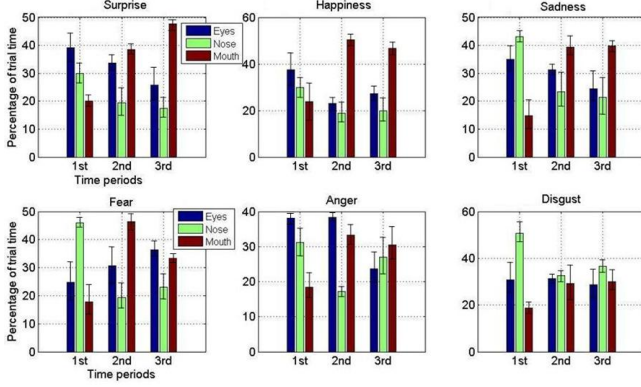 Surprise
Happiness
Sadness
Percentage of trial time
50
40
30
20
10
0
Eyes
Nose
Mouth
60
40
20
0
50
40
30
20
10
0
1st 2nd 3rd
1st 2nd 3rd
1st 2nd 3rd
Time periods
Fear
Anger
Disgust
Percentage of trial time
50
40
30
20
10
0
Eyes
Nose
Mouth
40
30
20
10
0
60
40
20
0
1st 2nd 3rd
1st 2nd 3rd
1st 2nd 3rd
Time periods